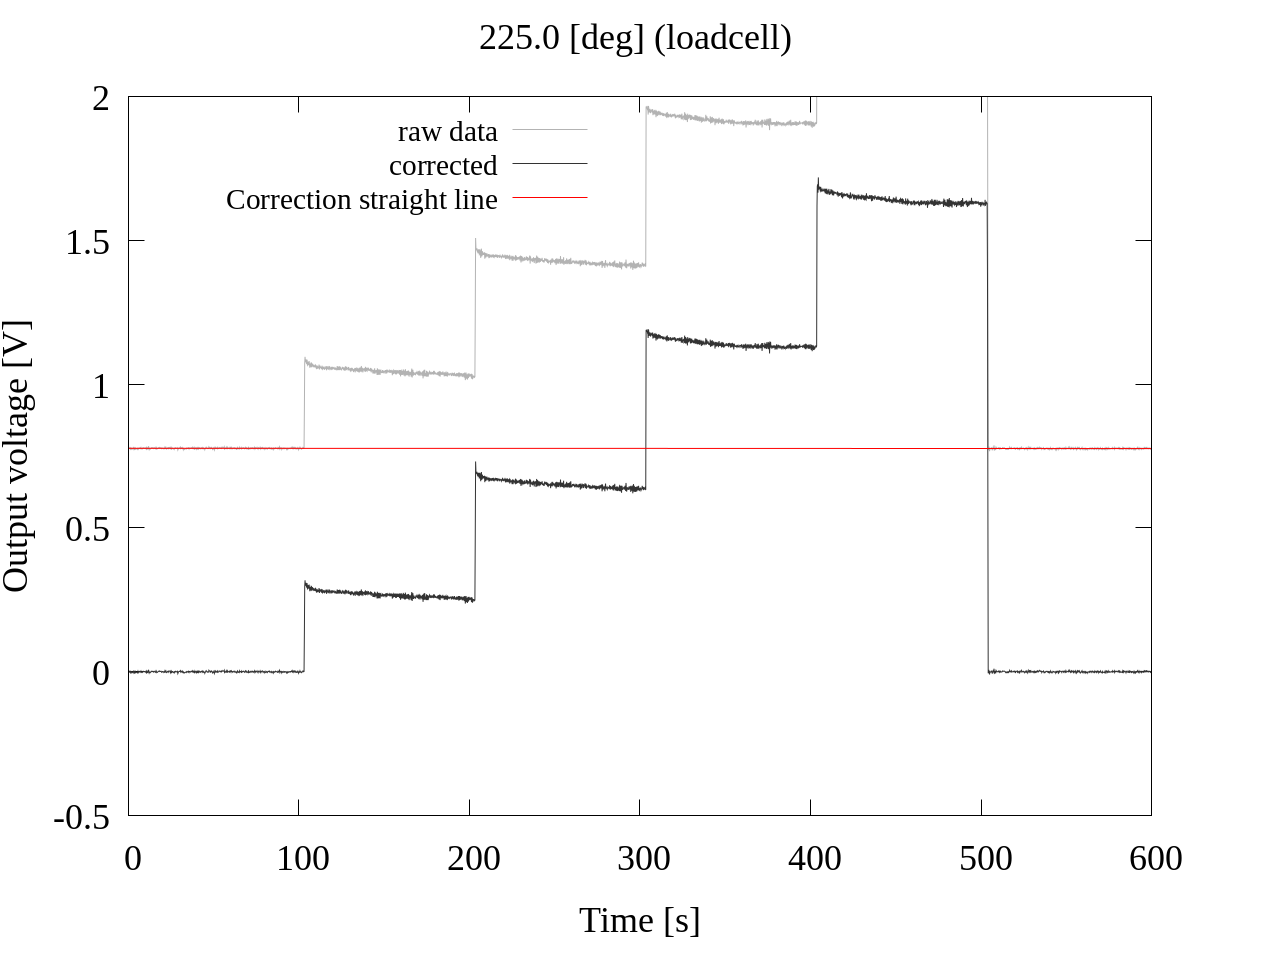 225.0 [deg] (loadcell)
2
1.5
1
0.5
0
-0.5
raw data
corrected
Correction straight line
Output voltage [V]
0 100 200 300 400 500 600
Time [s]